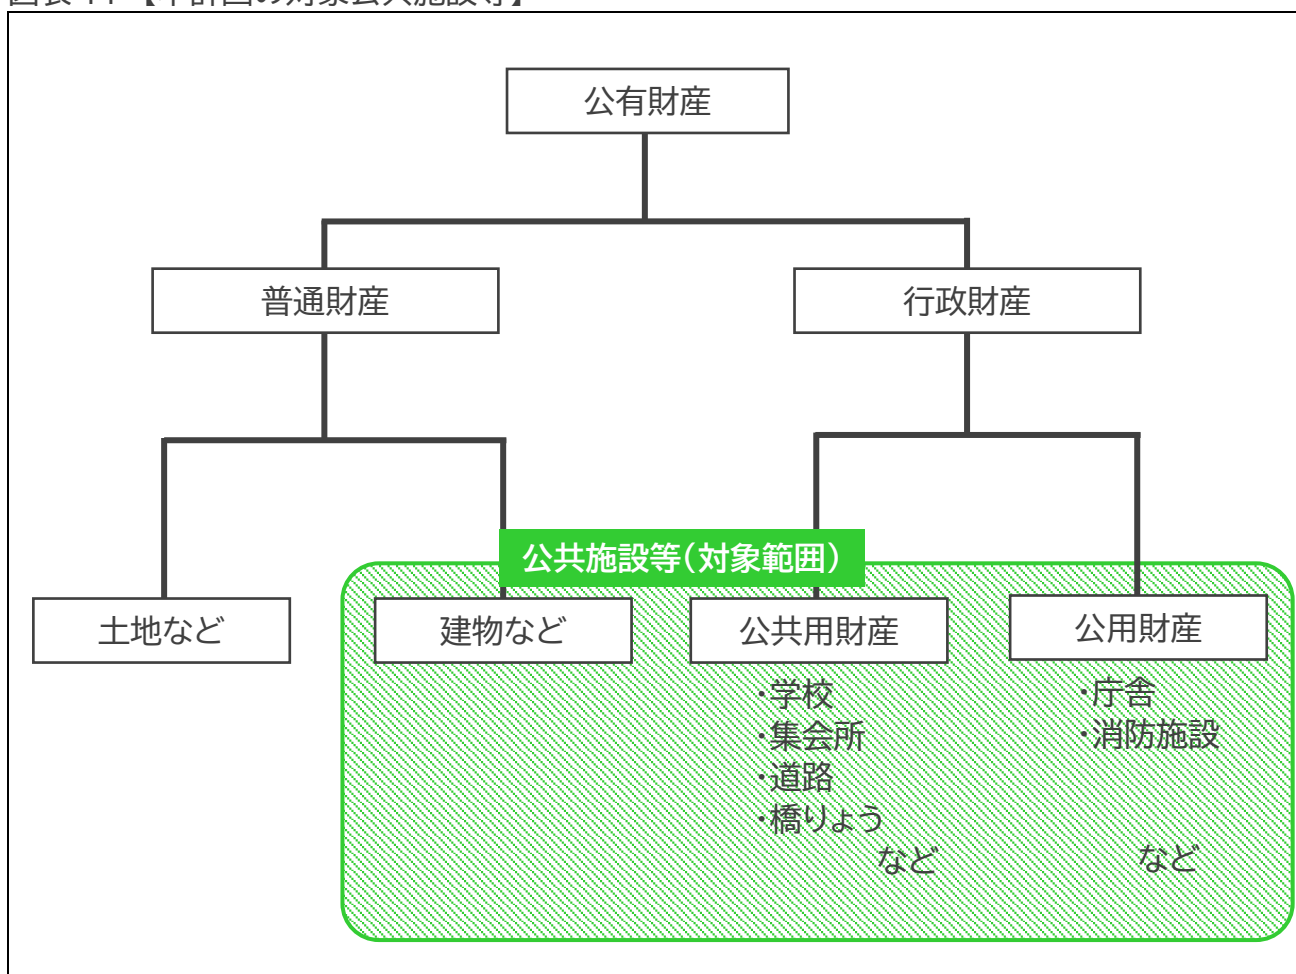 公有財産
普通財産
行政財産
公共施設等(対象範囲)
土地など
建物など
公共用財産
公用財産
・学校
・集会所
・道路
・橋りょう
など
・庁舎
・消防施設
など